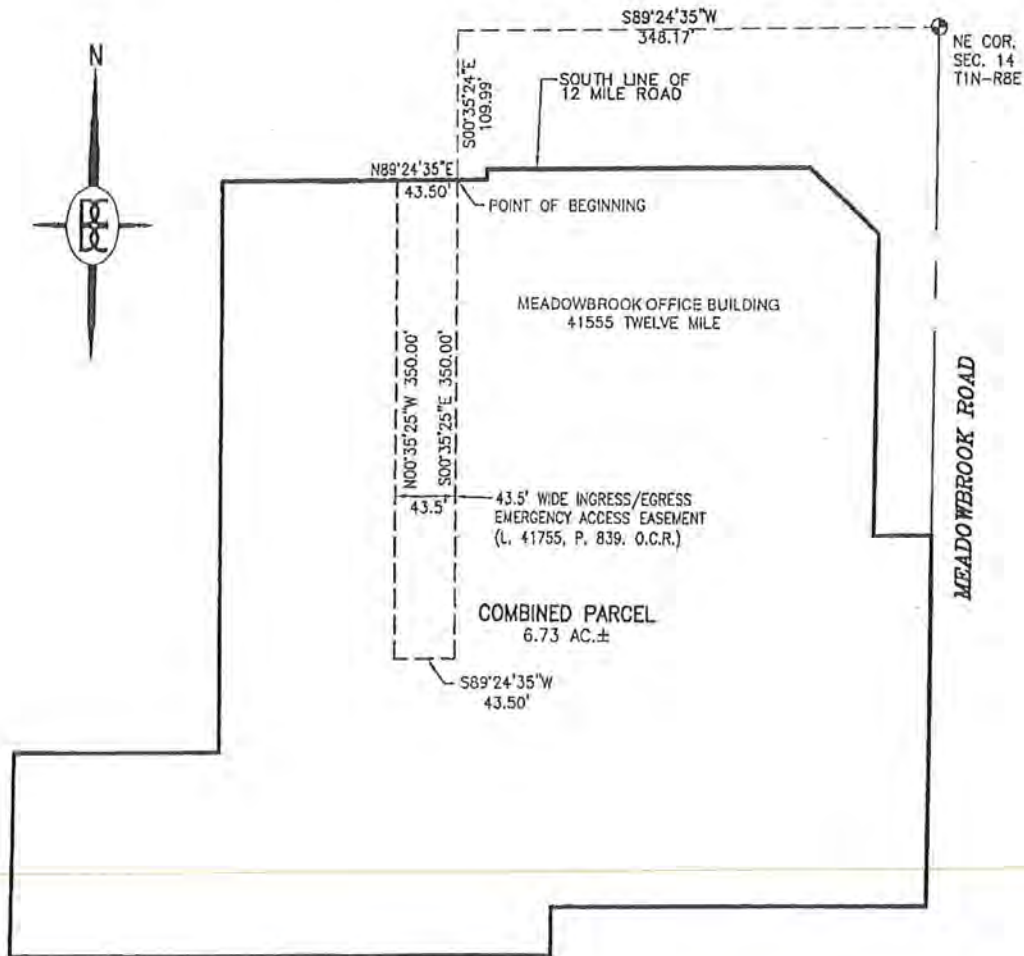 S89°24'35"W
348.17'
NE COR.
SEC. 14
T1N-R8E
N
S00°35'24"E
109.99'
SOUTH LINE OF
12 MILE ROAD
N89°24'35"E
43.50'
POINT OF BEGINNING
MEADOWBROOK OFFICE BUILDING
41555 TWELVE MILE
N00°35'25"W 350.00'
S00°35'25"E 350.00'
MEADOWBROOK ROAD
43.5'
43.5' WIDE INGRESS/EGRESS
EMERGENCY ACCESS EASEMENT
(L. 41755, P. 839. O.C.R.)
COMBINED PARCEL
6.73 AC.±
S89°24'35"W
43.50'